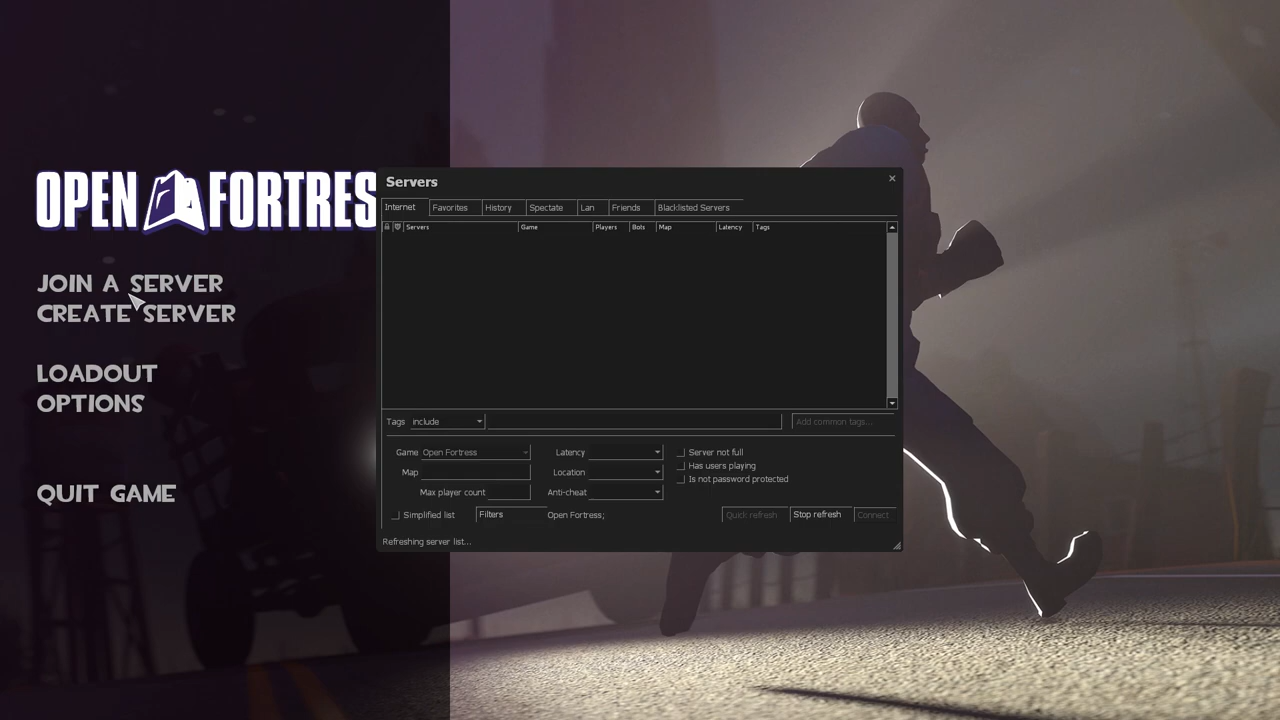 OPEN FORTRES
JOIN A SERVER
CREATE SERVER
LOADOUT
OPTIONS
QUIT GAME
Servers
Internet Favorites History Spectate Lan Friends Blacklisted Servers
Servers Game Players Bots Map Latency Tags
Tags include Add common tags...
Game Open Fortress Latency Server not full
Has users playing
Map Location Is not password protected
Max player count Anti-cheat
Simplified list Filters Open Fortress; Quick refresh Stop refresh Connect
Refreshing server list...